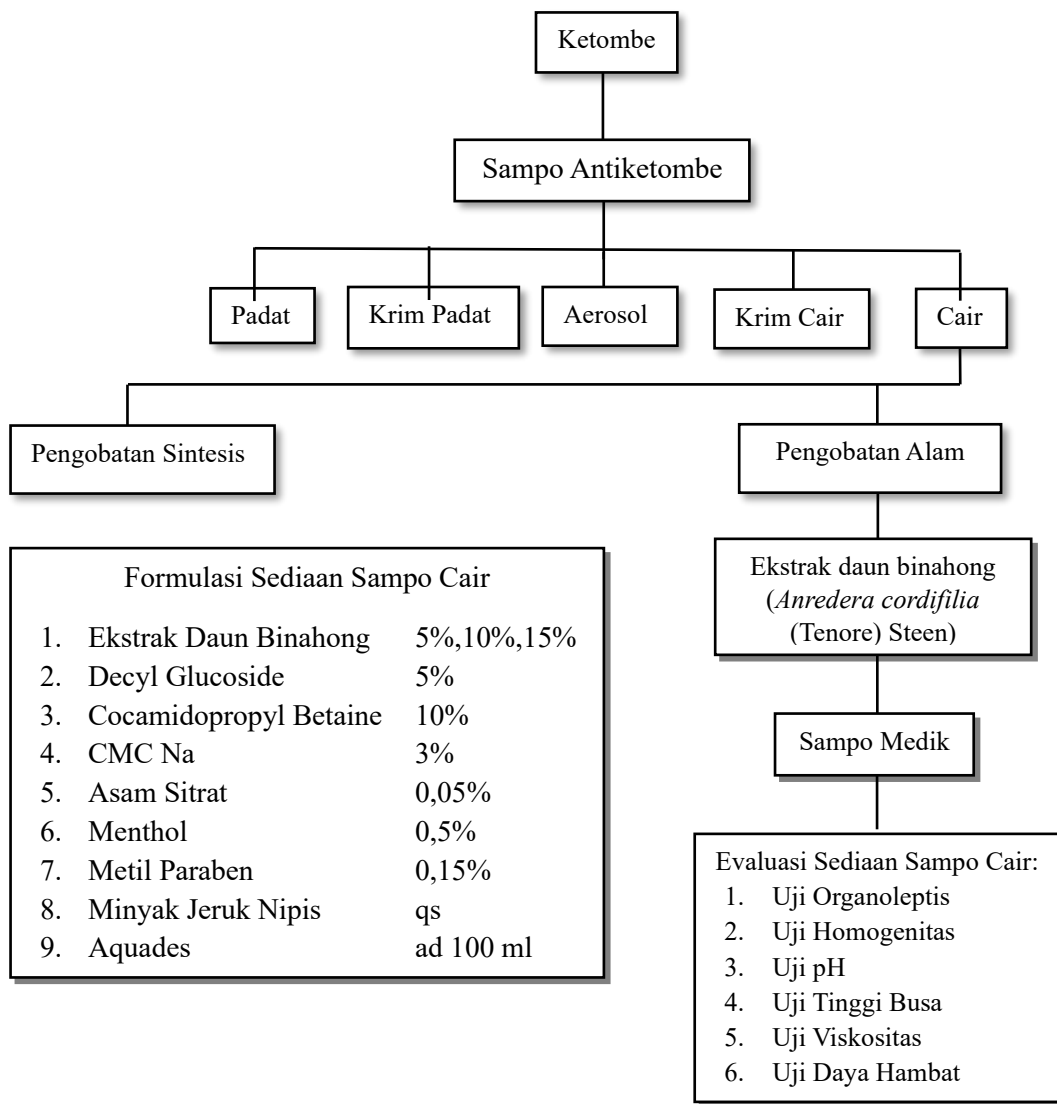 Ketombe
Sampo Antiketombe
Padat
Krim Padat
Aerosol
Krim Cair
Cair
Pengobatan Sintesis
Pengobatan Alam
Formulasi Sediaan Sampo Cair
1. Ekstrak Daun Binahong 5%,10%,15%
2. Decyl Glucoside 5%
3. Cocamidopropyl Betaine 10%
4. CMC Na 3%
5. Asam Sitrat 0,05%
6. Menthol 0,5%
7. Metil Paraben 0,15%
8. Minyak Jeruk Nipis qs
9. Aquades ad 100 ml
Ekstrak daun binahong
(Anredera cordifilia
(Tenore) Steen)
Sampo Medik
Evaluasi Sediaan Sampo Cair:
1. Uji Organoleptis
2. Uji Homogenitas
3. Uji pH
4. Uji Tinggi Busa
5. Uji Viskositas
6. Uji Daya Hambat